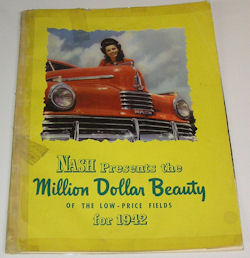 NASH Presents the
Million Dollar Beauty
OF THE LOW-PRICE FIELDS
for 1942